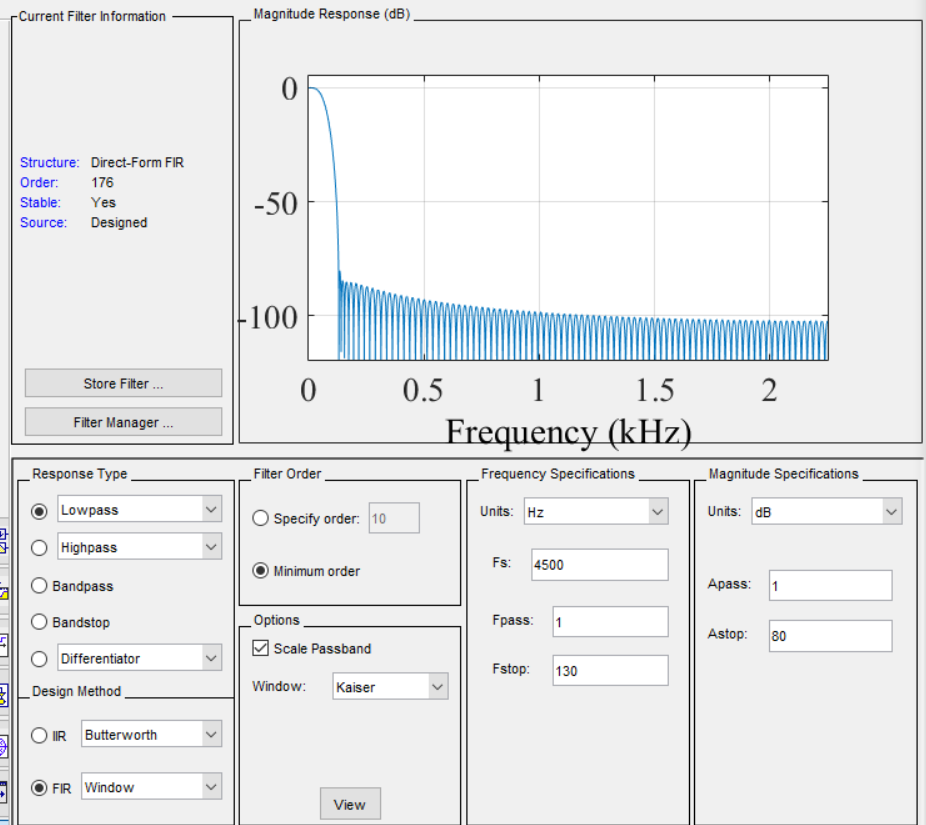 Current Filter Information
Structure: Direct-Form FIR
Order: 176
Stable: Yes
Source: Designed
Store Filter ...
Filter Manager ...
Magnitude Response (dB)
0
-50
-100
0 0.5 1 1.5 2
Frequency (kHz)
Response Type
Lowpass
Highpass
Bandpass
Bandstop
Differentiator
Design Method
IIR Butterworth
FIR Window
Filter Order
Specify order: 10
Minimum order
Options
Scale Passband
Window: Kaiser
View
Frequency Specifications
Units: Hz
Fs: 4500
Fpass: 1
Fstop: 130
Magnitude Specifications
Units: dB
Apass: 1
Astop: 80